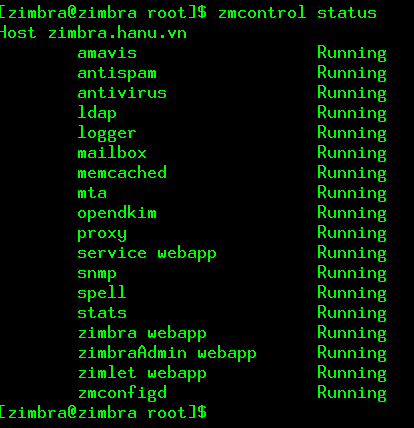 [zimbra@zimbra root]$ zmcontrol status
Host zimbra.hanu.vn
amavis Running
antispam Running
antivirus Running
ldap Running
logger Running
mailbox Running
memcached Running
mta Running
opendkim Running
proxy Running
service webapp Running
snmp Running
spell Running
stats Running
zimbra webapp Running
zimbraAdmin webapp Running
zimlet webapp Running
zmconfigd Running
[zimbra@zimbra root]$